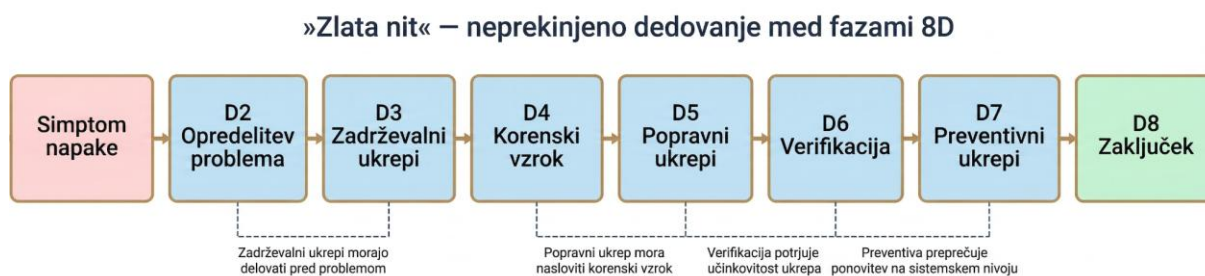 »Zlata nit« — neprekinjeno dedovanje med fazami 8D
Simptom
napake
D2
Opredelitev
problema
D3
Zadrževalni
ukrepi
D4
Korenski
vzrok
D5
Popravni
ukrepi
D6
Verifikacija
D7
Preventivni
ukrepi
D8
Zaključek
Zadrževalni ukrepi morajo
delovati pred problemom
Popravni ukrep mora
nasloviti korenski vzrok
Verifikacija potrjuje
učinkovitost ukrepa
Preventiva preprečuje
ponovitev na sistemskem nivoju